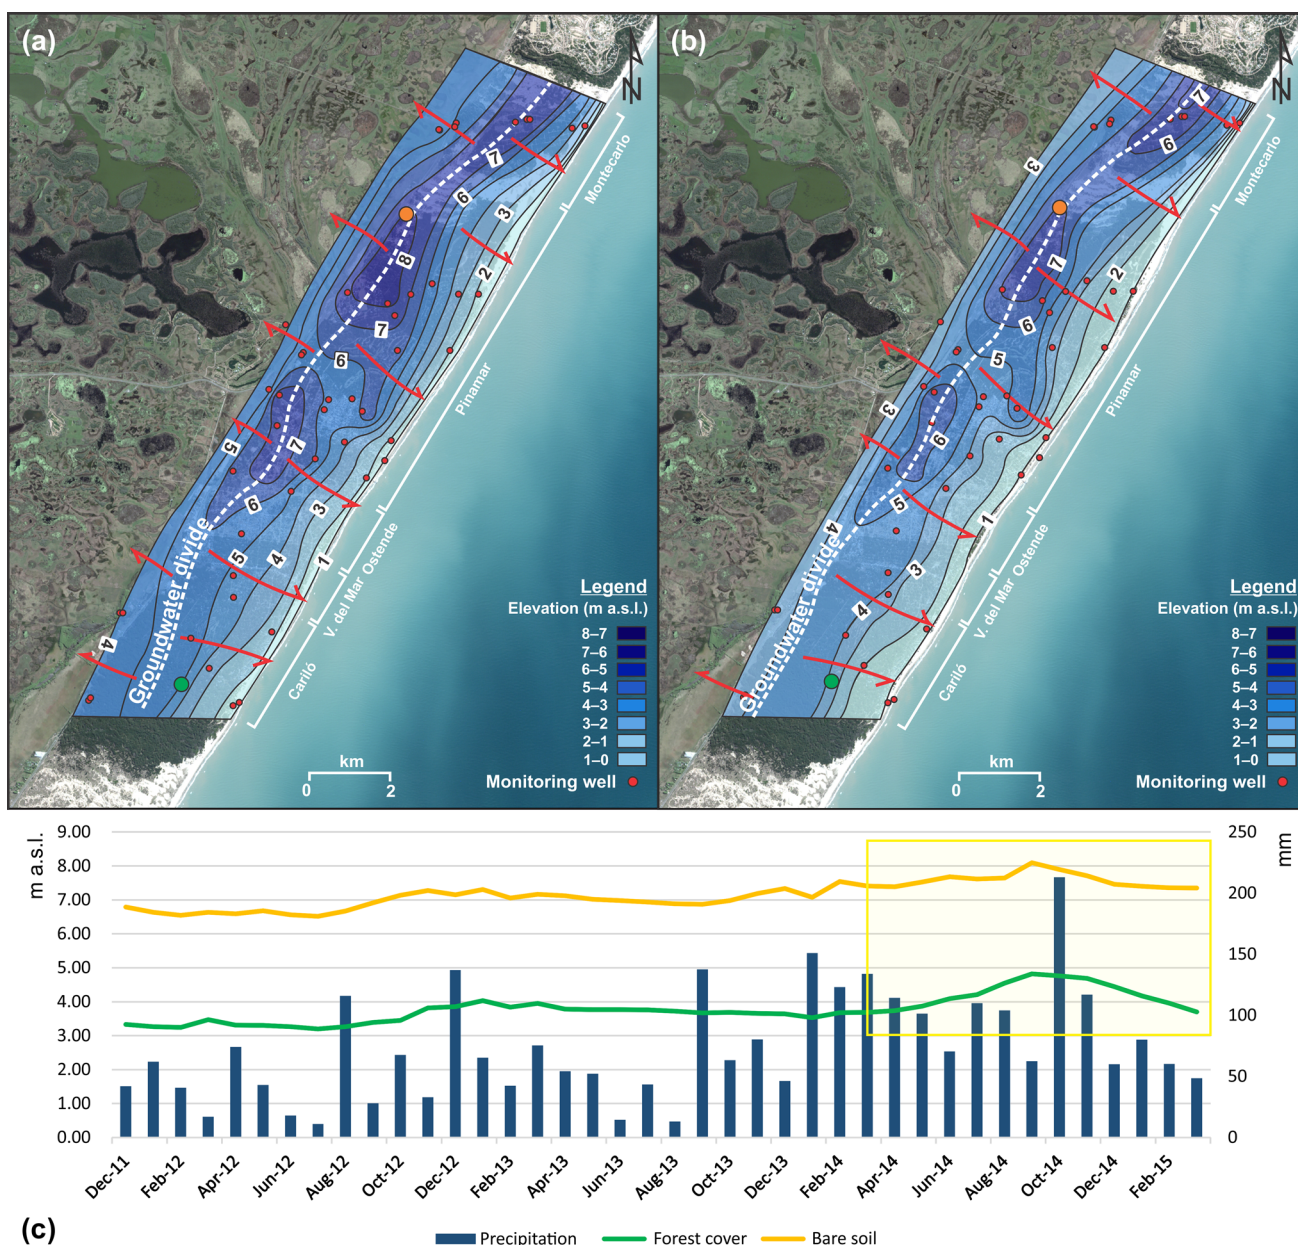 (a)
N
7
6
3
8
2
7
6
7
5
6
3
5
4
1
4
Groundwater divide
Montecarlo
Pinamar
Ostende
V. del Mar
Cariló
Legend
Elevation (m a.s.l.)
8–7
7–6
6–5
5–4
4–3
3–2
2–1
1–0
Monitoring well
km
0 2
(b)
N
7
6
3
2
7
6
5
3
6
5
4
1
3
4
Groundwater divide
Montecarlo
Pinamar
Ostende
V. del Mar
Cariló
Legend
Elevation (m a.s.l.)
8–7
7–6
6–5
5–4
4–3
3–2
2–1
1–0
Monitoring well
km
0 2
m a.s.l.
9.00
8.00
7.00
6.00
5.00
4.00
3.00
2.00
1.00
0.00
mm
250
200
150
100
50
0
Dec-11
Feb-12
Apr-12
Jun-12
Aug-12
Oct-12
Dec-12
Feb-13
Apr-13
Jun-13
Aug-13
Oct-13
Dec-13
Feb-14
Apr-14
Jun-14
Aug-14
Oct-14
Dec-14
Feb-15
(c)
Precipitation Forest cover Bare soil